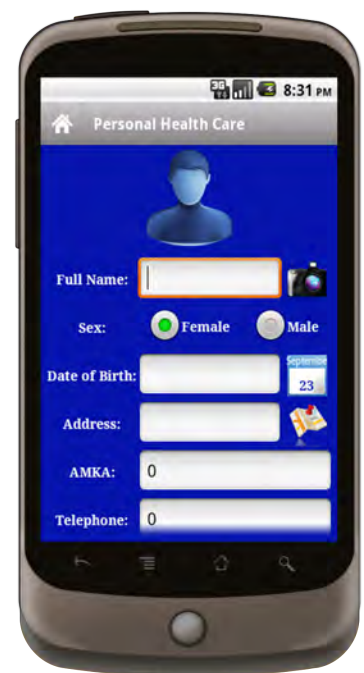 3G 8:31 PM
Personal Health Care
Full Name:
Sex: Female Male
Date of Birth: September 23
Address:
AMKA: 0
Telephone: 0